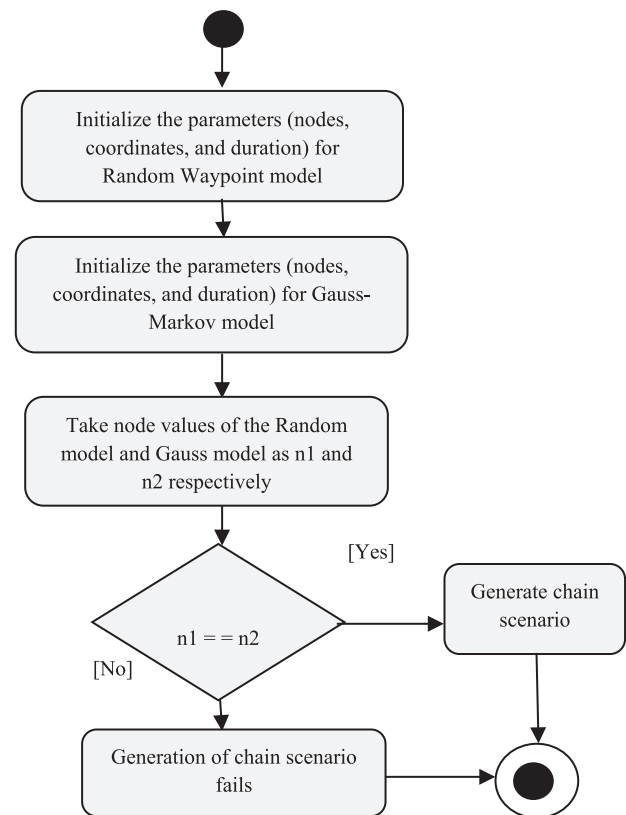 Initialize the parameters (nodes,
coordinates, and duration) for
Random Waypoint model
Initialize the parameters (nodes,
coordinates, and duration) for Gauss-
Markov model
Take node values of the Random
model and Gauss model as n1 and
n2 respectively
[Yes]
Generate chain
scenario
n1 = = n2
[No]
Generation of chain scenario
fails